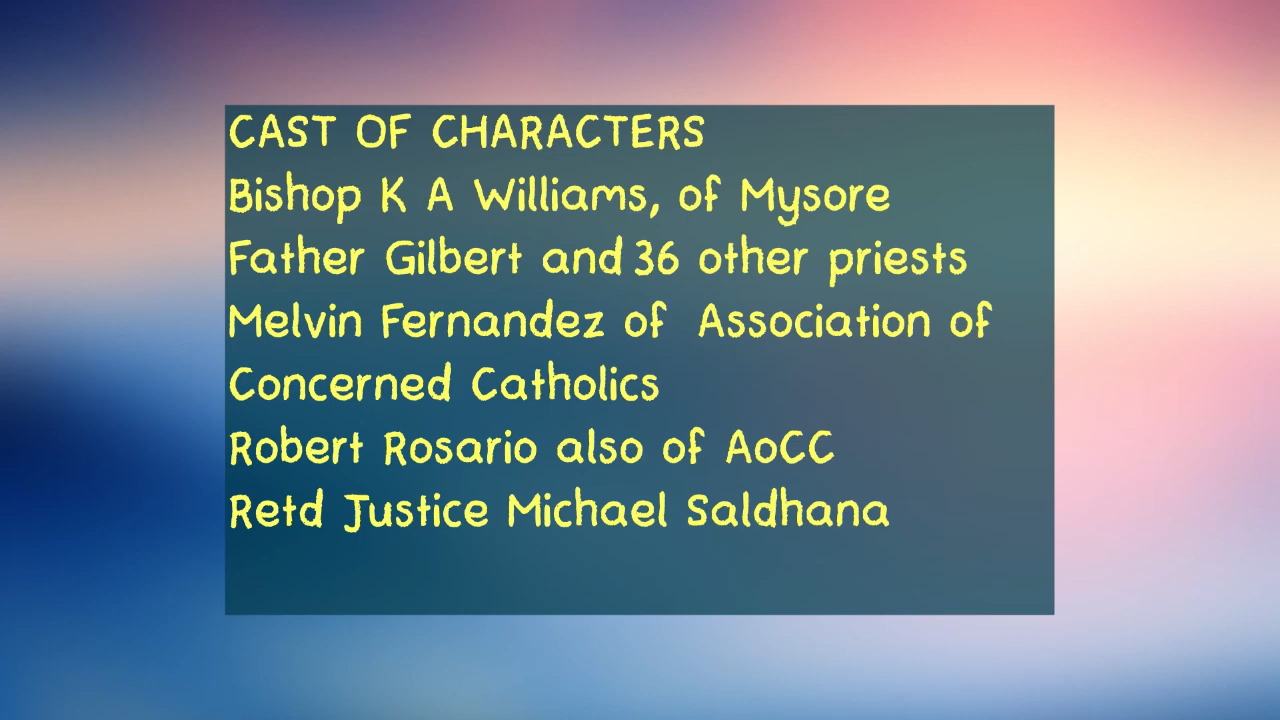 CAST OF CHARACTERS
Bishop K A Williams, of Mysore
Father Gilbert and 36 other priests
Melvin Fernandez of  Association of
Concerned Catholics
Robert Rosario also of AoCC
Retd Justice Michael Saldhana